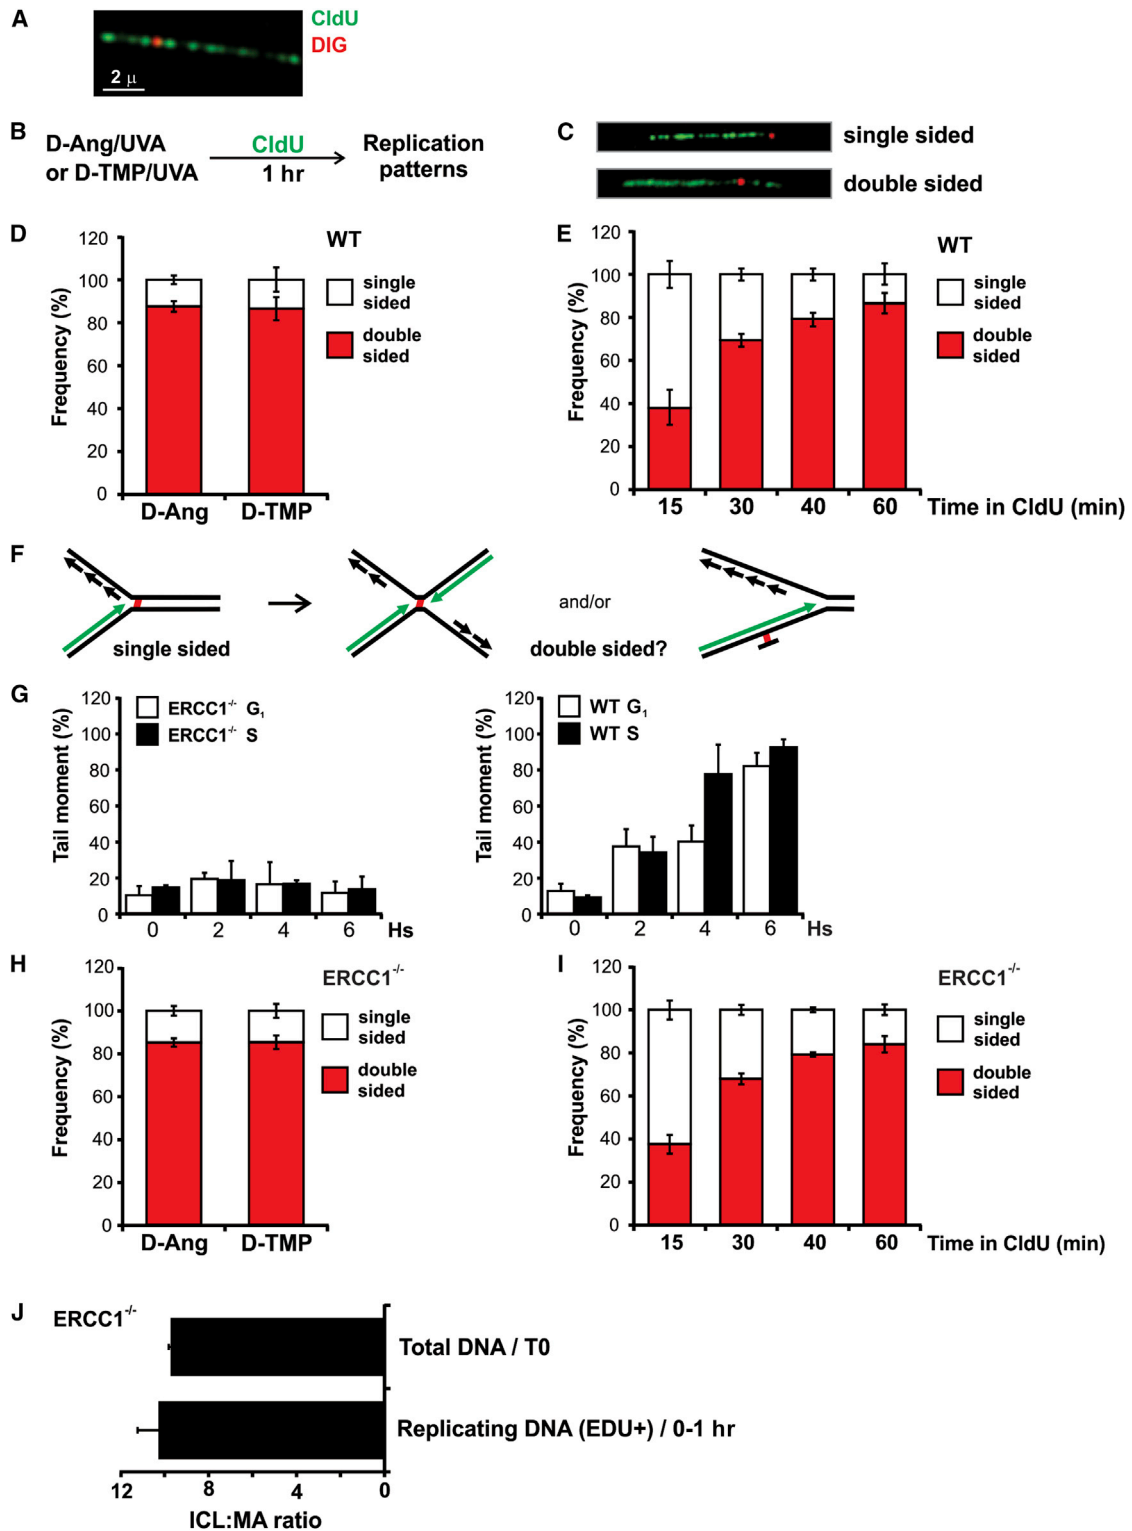 A
CldU
DIG
2 μ
B
D-Ang/UVA
or D-TMP/UVA
CldU
1 hr
Replication
patterns
C
single sided
double sided
D
WT
Frequency (%)
120
100
80
60
40
20
0
single
sided
double
sided
D-Ang
D-TMP
E
WT
Frequency (%)
120
100
80
60
40
20
0
single
sided
double
sided
15
30
40
60
Time in CldU (min)
F
single sided
and/or
double sided?
G
Tail moment (%)
120
100
80
60
40
20
0
ERCC1-/- G1
ERCC1-/- S
0
2
4
6
Hs
Tail moment (%)
120
100
80
60
40
20
0
WT G1
WT S
0
2
4
6
Hs
H
ERCC1-/-
Frequency (%)
120
100
80
60
40
20
0
single
sided
double
sided
D-Ang
D-TMP
I
ERCC1-/-
Frequency (%)
120
100
80
60
40
20
0
single
sided
double
sided
15
30
40
60
Time in CldU (min)
J
ERCC1-/-
Total DNA / T0
Replicating DNA (EDU+) / 0-1 hr
12
8
4
0
ICL:MA ratio